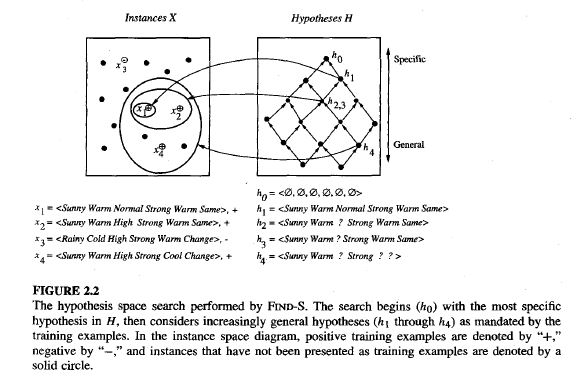 Instances X
Hypotheses H
x3 ⊖
x1 ⊕
x2 ⊕
x4 ⊕
h0
h1
h2,3
h4
Specific
General
h0 = <∅, ∅, ∅, ∅, ∅, ∅>
x1 = <Sunny Warm Normal Strong Warm Same>, +
h1 = <Sunny Warm Normal Strong Warm Same>
x2 = <Sunny Warm High Strong Warm Same>, +
h2 = <Sunny Warm ? Strong Warm Same>
x3 = <Rainy Cold High Strong Warm Change>, -
h3 = <Sunny Warm ? Strong Warm Same>
x4 = <Sunny Warm High Strong Cool Change>, +
h4 = <Sunny Warm ? Strong ? ? >
FIGURE 2.2
The hypothesis space search performed by FIND-S. The search begins (h0) with the most specific
hypothesis in H, then considers increasingly general hypotheses (h1 through h4) as mandated by the
training examples. In the instance space diagram, positive training examples are denoted by “+,”
negative by “−,” and instances that have not been presented as training examples are denoted by a
solid circle.